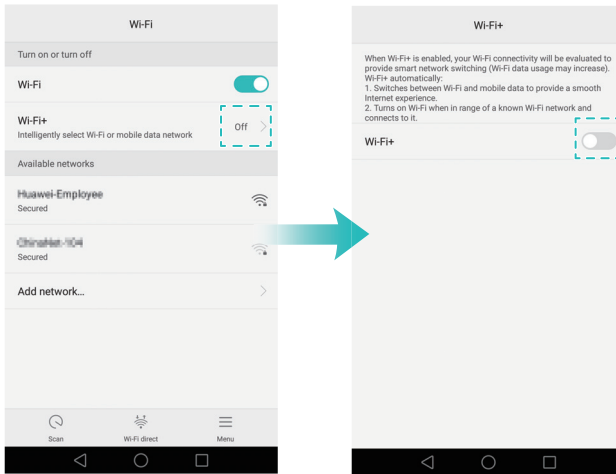 Wi-Fi
Turn on or turn off
Wi-Fi
Wi-Fi+
Intelligently select Wi-Fi or mobile data network
Off
Available networks
Huawei-Employee
Secured
Secured
Add network...
Scan
Wi-Fi direct
Menu
Wi-Fi+
When Wi-Fi+ is enabled, your Wi-Fi connectivity will be evaluated to
provide smart network switching (Wi-Fi data usage may increase).
Wi-Fi+ automatically:
1. Switches between Wi-Fi and mobile data to provide a smooth
Internet experience.
2. Turns on Wi-Fi when in range of a known Wi-Fi network and
connects to it.
Wi-Fi+